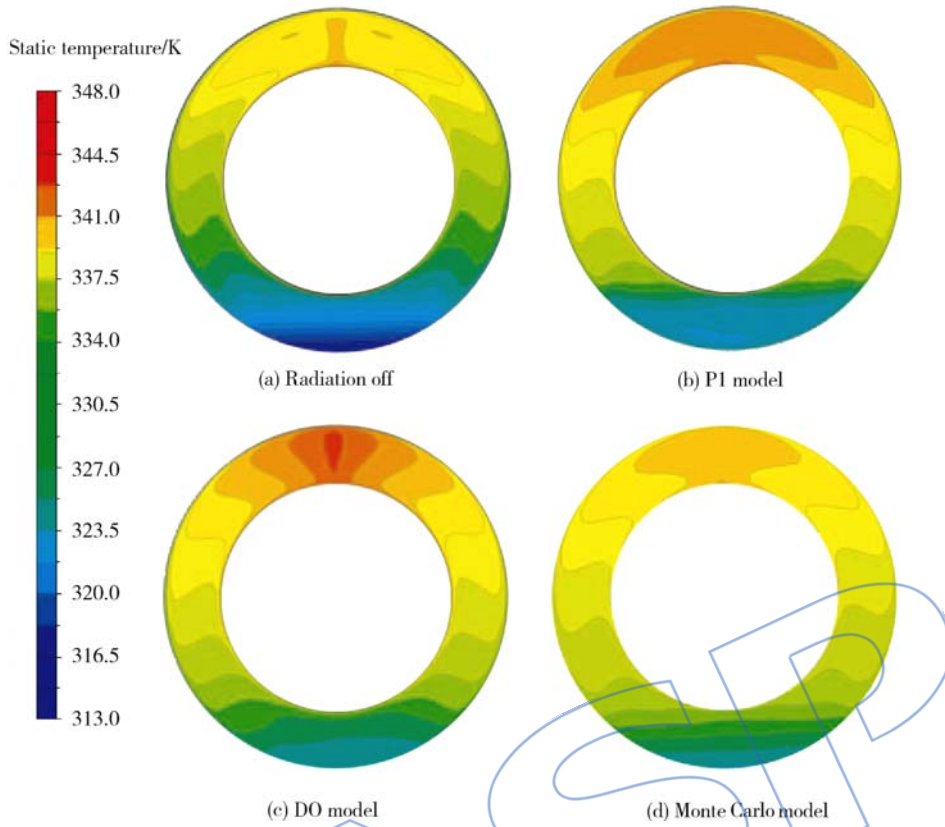 Static temperature/K
348.0
344.5
341.0
337.5
334.0
330.5
327.0
323.5
320.0
316.5
313.0
(a) Radiation off
(b) P1 model
(c) DO model
(d) Monte Carlo model